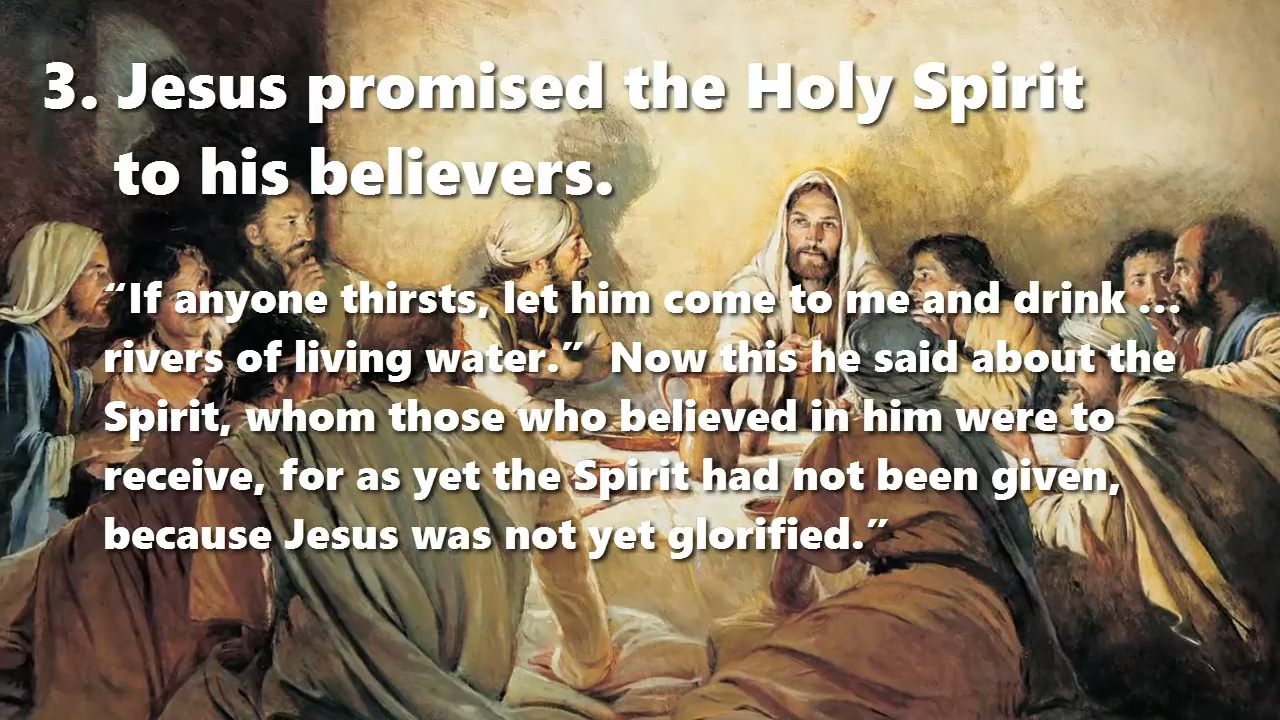 3. Jesus promised the Holy Spirit
to his believers.
“If anyone thirsts, let him come to me and drink …
rivers of living water.”  Now this he said about the
Spirit, whom those who believed in him were to
receive, for as yet the Spirit had not been given,
because Jesus was not yet glorified.”